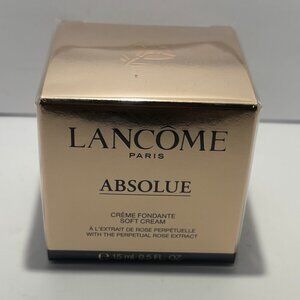 LANCÔME
PARIS
ABSOLUE
CRÈME FONDANTE
SOFT CREAM
À L'EXTRAIT DE ROSE PERPÉTUELLE
WITH THE PERPETUAL ROSE EXTRACT
℮ 15 ml 0.5 FL. OZ